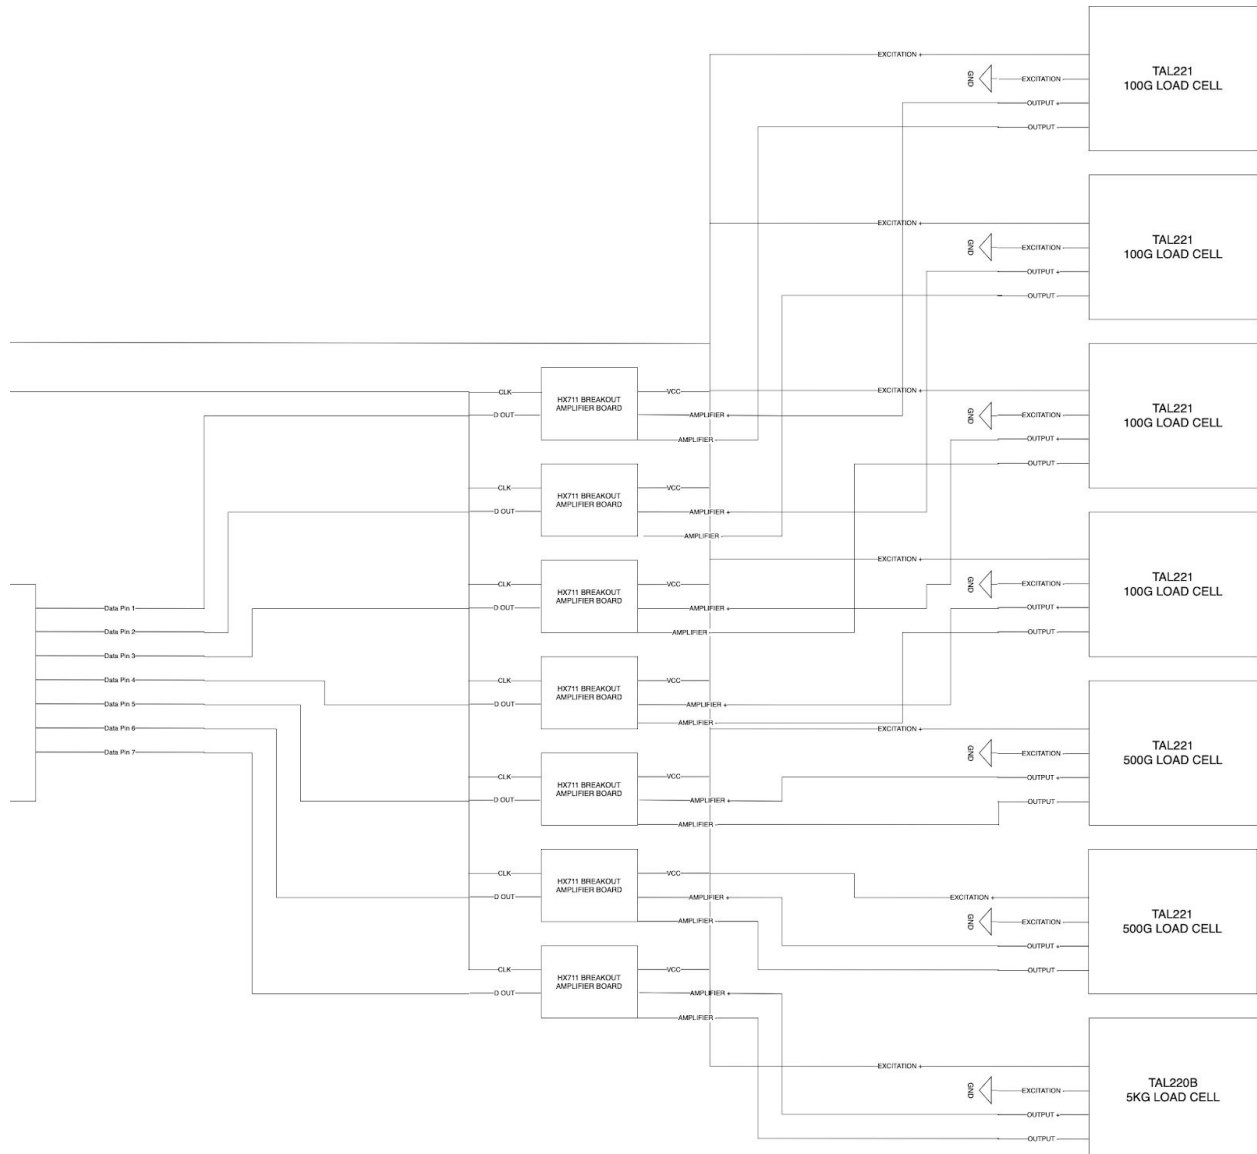 EXCITATION +
GND
EXCITATION
OUTPUT +
OUTPUT -
TAL221
100G LOAD CELL
EXCITATION +
GND
EXCITATION
OUTPUT +
OUTPUT
TAL221
100G LOAD CELL
CLK
D OUT
HX711 BREAKOUT
AMPLIFIER BOARD
VCC
AMPLIFIER +
AMPLIFIER
EXCITATION +
GND
EXCITATION
OUTPUT +
OUTPUT
TAL221
100G LOAD CELL
CLK
D OUT
HX711 BREAKOUT
AMPLIFIER BOARD
VCC
AMPLIFIER +
AMPLIFIER -
CLK
D OUT
HX711 BREAKOUT
AMPLIFIER BOARD
VCC
AMPLIFIER +
AMPLIFIER
EXCITATION +
GND
EXCITATION
OUTPUT +
OUTPUT
TAL221
100G LOAD CELL
Data Pin 1
Data Pin 2
Data Pin 3
Data Pin 4
Data Pin 5
Data Pin 6
Data Pin 7
CLK
D OUT
HX711 BREAKOUT
AMPLIFIER BOARD
VCC
AMPLIFIER +
AMPLIFIER
EXCITATION +
GND
EXCITATION
OUTPUT +
OUTPUT
TAL221
500G LOAD CELL
CLK
D OUT
HX711 BREAKOUT
AMPLIFIER BOARD
VCC
AMPLIFIER +
AMPLIFIER -
CLK
D OUT
HX711 BREAKOUT
AMPLIFIER BOARD
VCC
AMPLIFIER +
AMPLIFIER
EXCITATION +
GND
EXCITATION
OUTPUT +
OUTPUT
TAL221
500G LOAD CELL
CLK
D OUT
HX711 BREAKOUT
AMPLIFIER BOARD
VCC
AMPLIFIER +
AMPLIFIER -
EXCITATION +
GND
EXCITATION
OUTPUT +
OUTPUT
TAL220B
5KG LOAD CELL